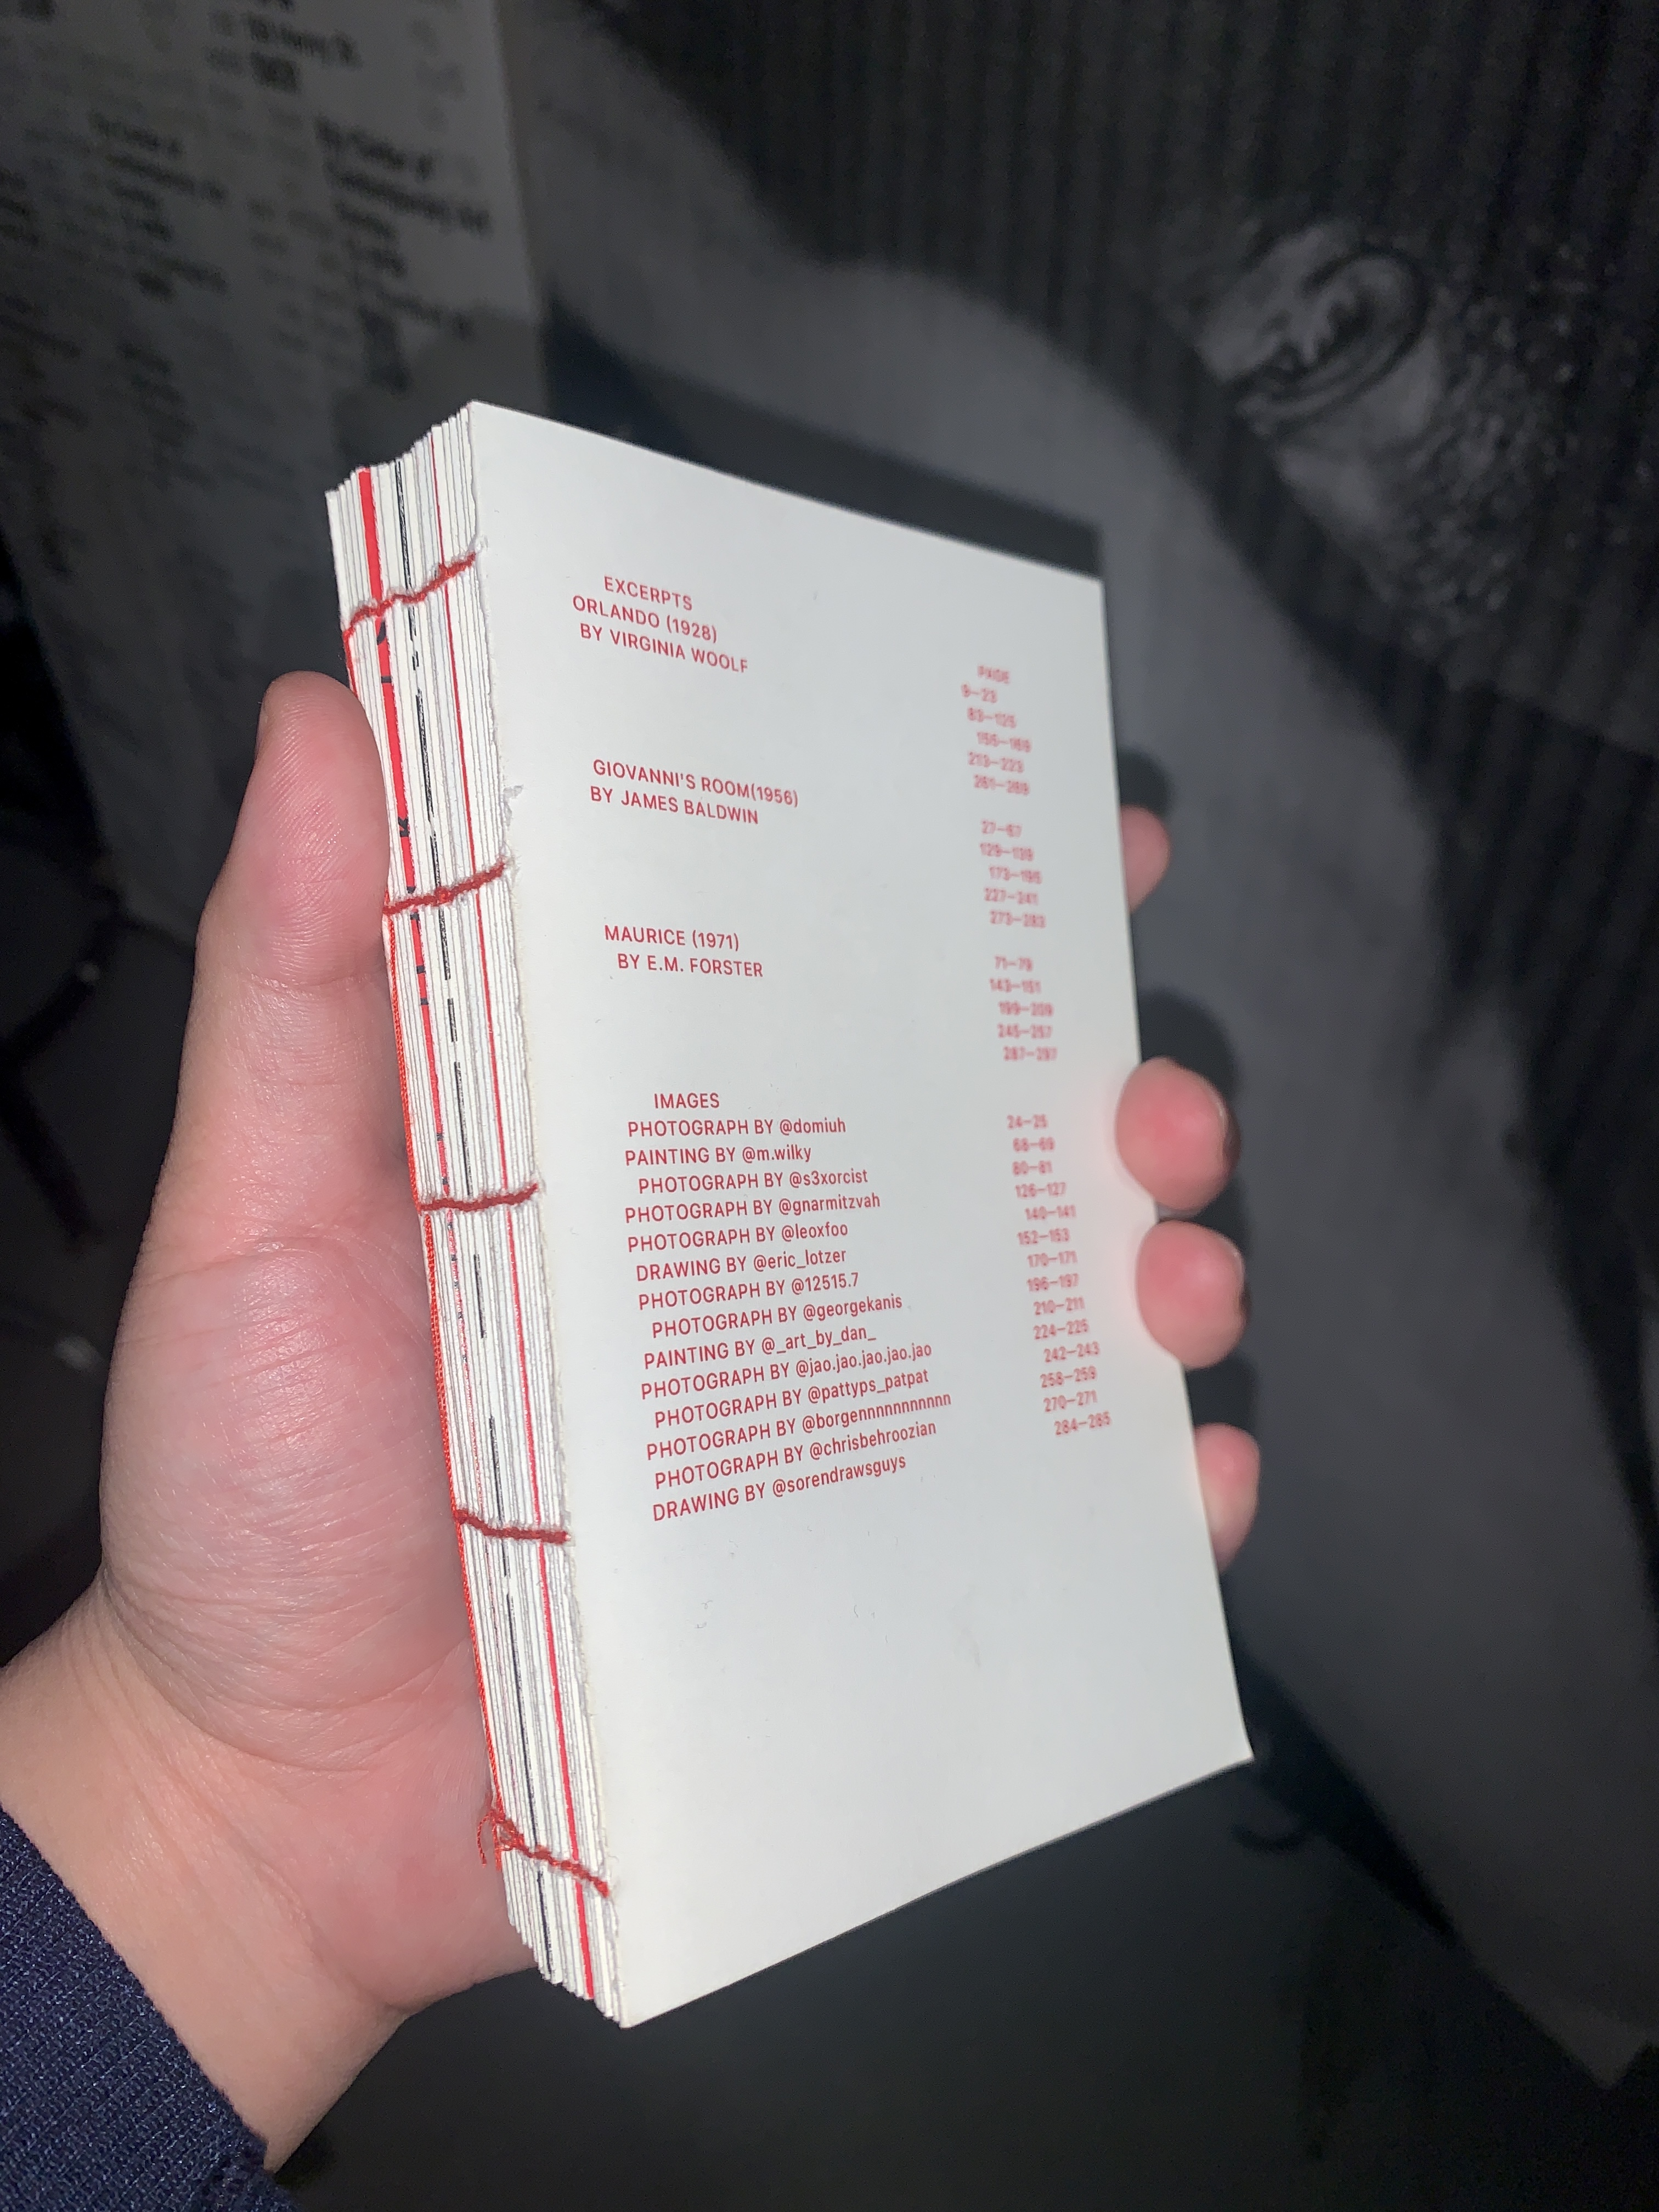 EXCERPTS
ORLANDO (1928)
BY VIRGINIA WOOLF
PAGE
9–23
83–125
155–169
213–223
261–269
GIOVANNI'S ROOM(1956)
BY JAMES BALDWIN
27–67
129–139
173–195
227–241
273–283
MAURICE (1971)
BY E.M. FORSTER
71–79
143–151
199–209
245–257
287–297
IMAGES
PHOTOGRAPH BY @domiuh 24–25
PAINTING BY @m.wilky 68–69
PHOTOGRAPH BY @s3xorcist 80–81
PHOTOGRAPH BY @gnarmitzvah 126–127
PHOTOGRAPH BY @leoxfoo 140–141
DRAWING BY @eric_lotzer 152–153
PHOTOGRAPH BY @12515.7 170–171
PHOTOGRAPH BY @georgekanis 196–197
PAINTING BY @_art_by_dan_ 210–211
PHOTOGRAPH BY @jao.jao.jao.jao.jao 224–225
PHOTOGRAPH BY @pattyps_patpat 242–243
PHOTOGRAPH BY @borgennnnnnnnnnn 258–259
PHOTOGRAPH BY @chrisbehroozian 270–271
DRAWING BY @sorendrawsguys 284–285